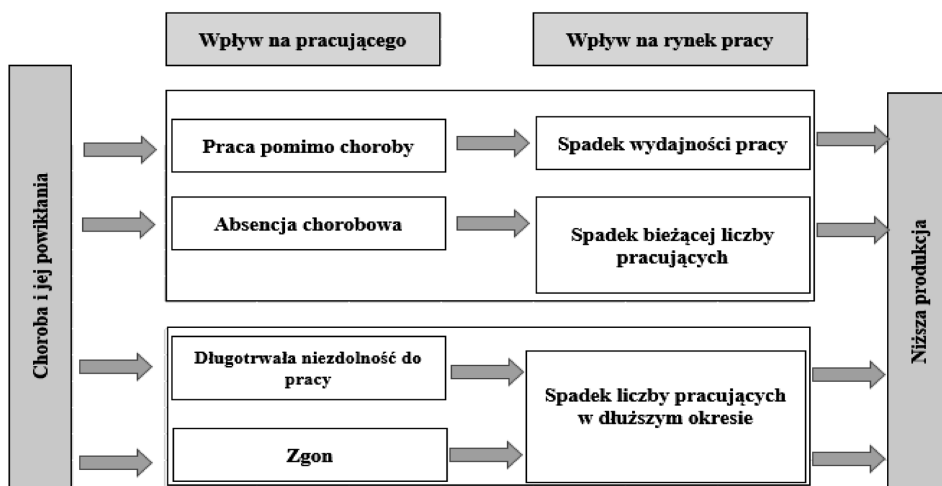 Wpływ na pracującego
Wpływ na rynek pracy
Choroba i jej powikłania
Praca pomimo choroby
Spadek wydajności pracy
Absencja chorobowa
Spadek bieżącej liczby
pracujących
Długotrwała niezdolność do
pracy
Spadek liczby pracujących
w dłuższym okresie
Zgon
Niższa produkcja